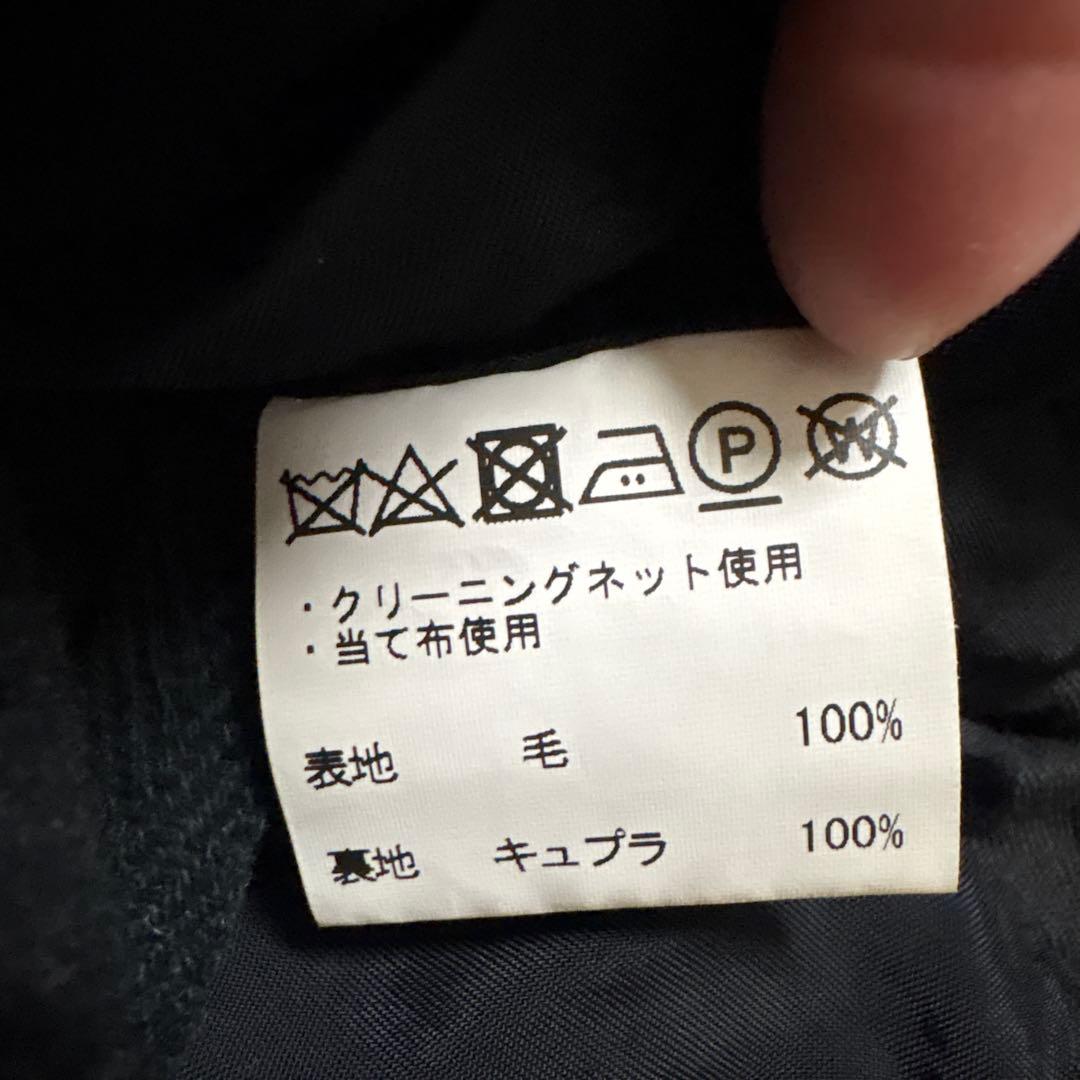 P W
・クリーニングネット使用
・当て布使用
表地 毛 100%
裏地 キュプラ 100%